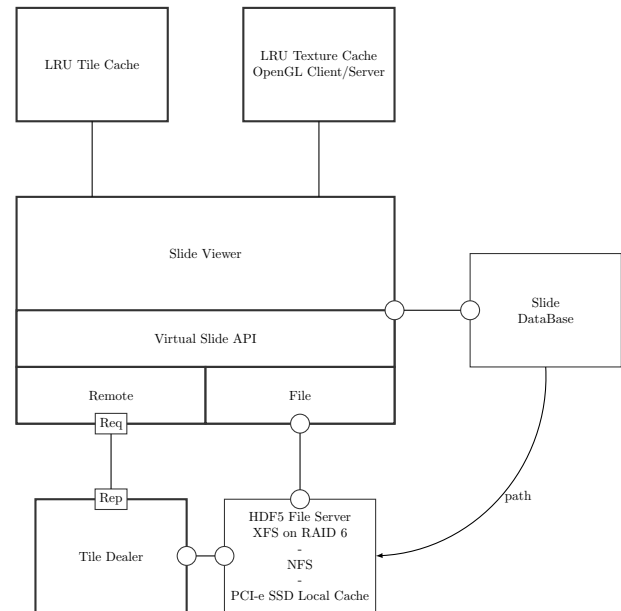 LRU Tile Cache
LRU Texture Cache
OpenGL Client/Server
Slide Viewer
Slide
DataBase
Virtual Slide API
Remote
File
Req
Rep
path
HDF5 File Server
XFS on RAID 6
-
NFS
-
PCI-e SSD Local Cache
Tile Dealer